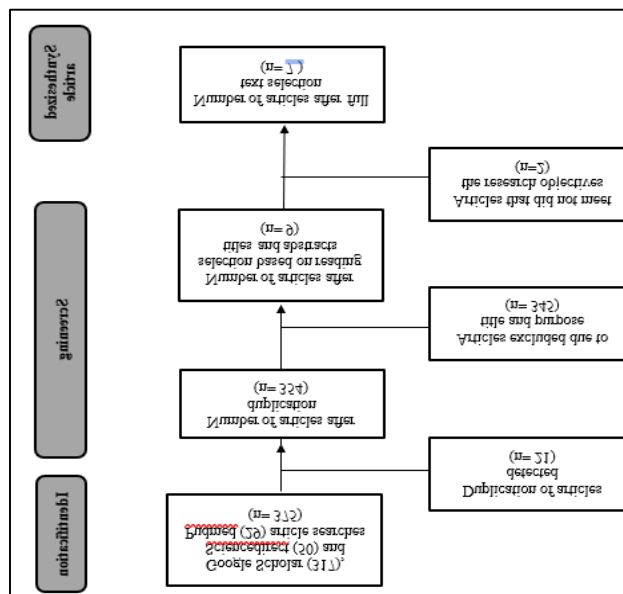 Identification
Google Scholar (317),
Sciencedirect (50) and
Pudmed (29) article searches
(n= 375)
Duplication of articles
detected
(n= 21)
Screening
Number of articles after
duplication
(n= 354)
Articles excluded due to
title and purpose
(n= 345)
Number of articles after
selection based on reading
titles and abstracts
(n= 9)
Articles that did not meet
the research objectives
(n=2)
Synthesized
article
Number of articles after full
text selection
(n= 7 )